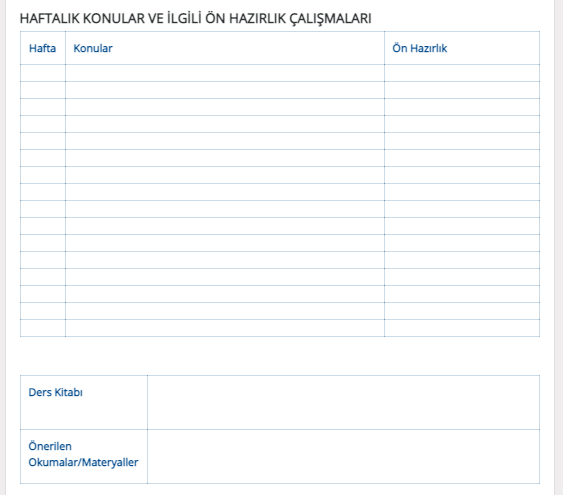 HAFTALIK KONULAR VE İLGİLİ ÖN HAZIRLIK ÇALIŞMALARI
Hafta Konular Ön Hazırlık
Ders Kitabı
Önerilen
Okumalar/Materyaller